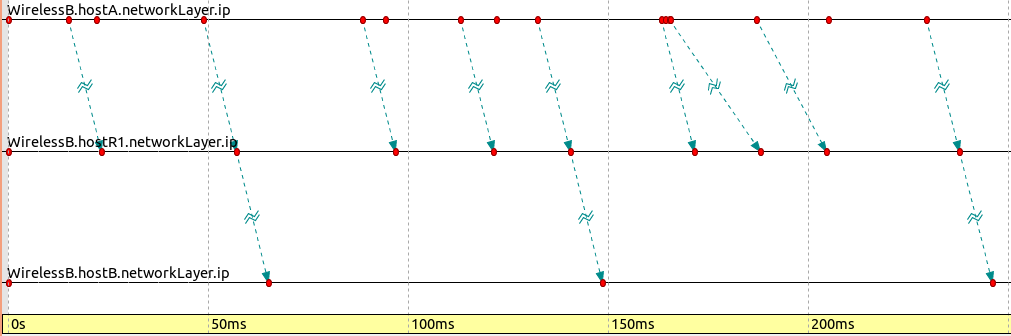 WirelessB.hostA.networkLayer.ip
WirelessB.hostR1.networkLayer.ip
WirelessB.hostB.networkLayer.ip
0s 50ms 100ms 150ms 200ms